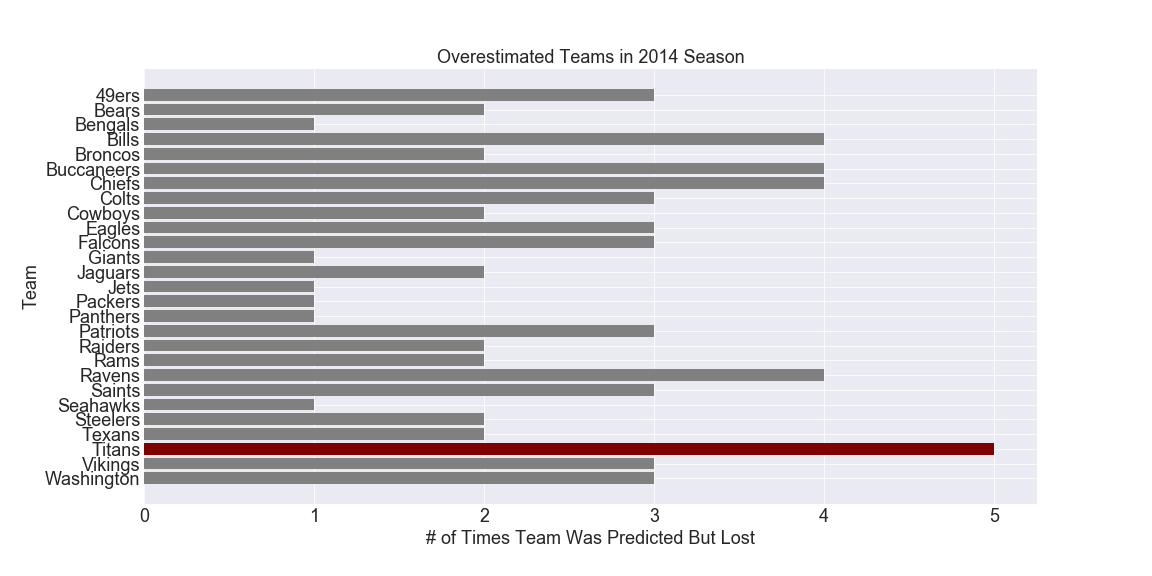 Overestimated Teams in 2014 Season
Team
49ers
Bears
Bengals
Bills
Broncos
Buccaneers
Chiefs
Colts
Cowboys
Eagles
Falcons
Giants
Jaguars
Jets
Packers
Panthers
Patriots
Raiders
Rams
Ravens
Saints
Seahawks
Steelers
Texans
Titans
Vikings
Washington
0 1 2 3 4 5
# of Times Team Was Predicted But Lost